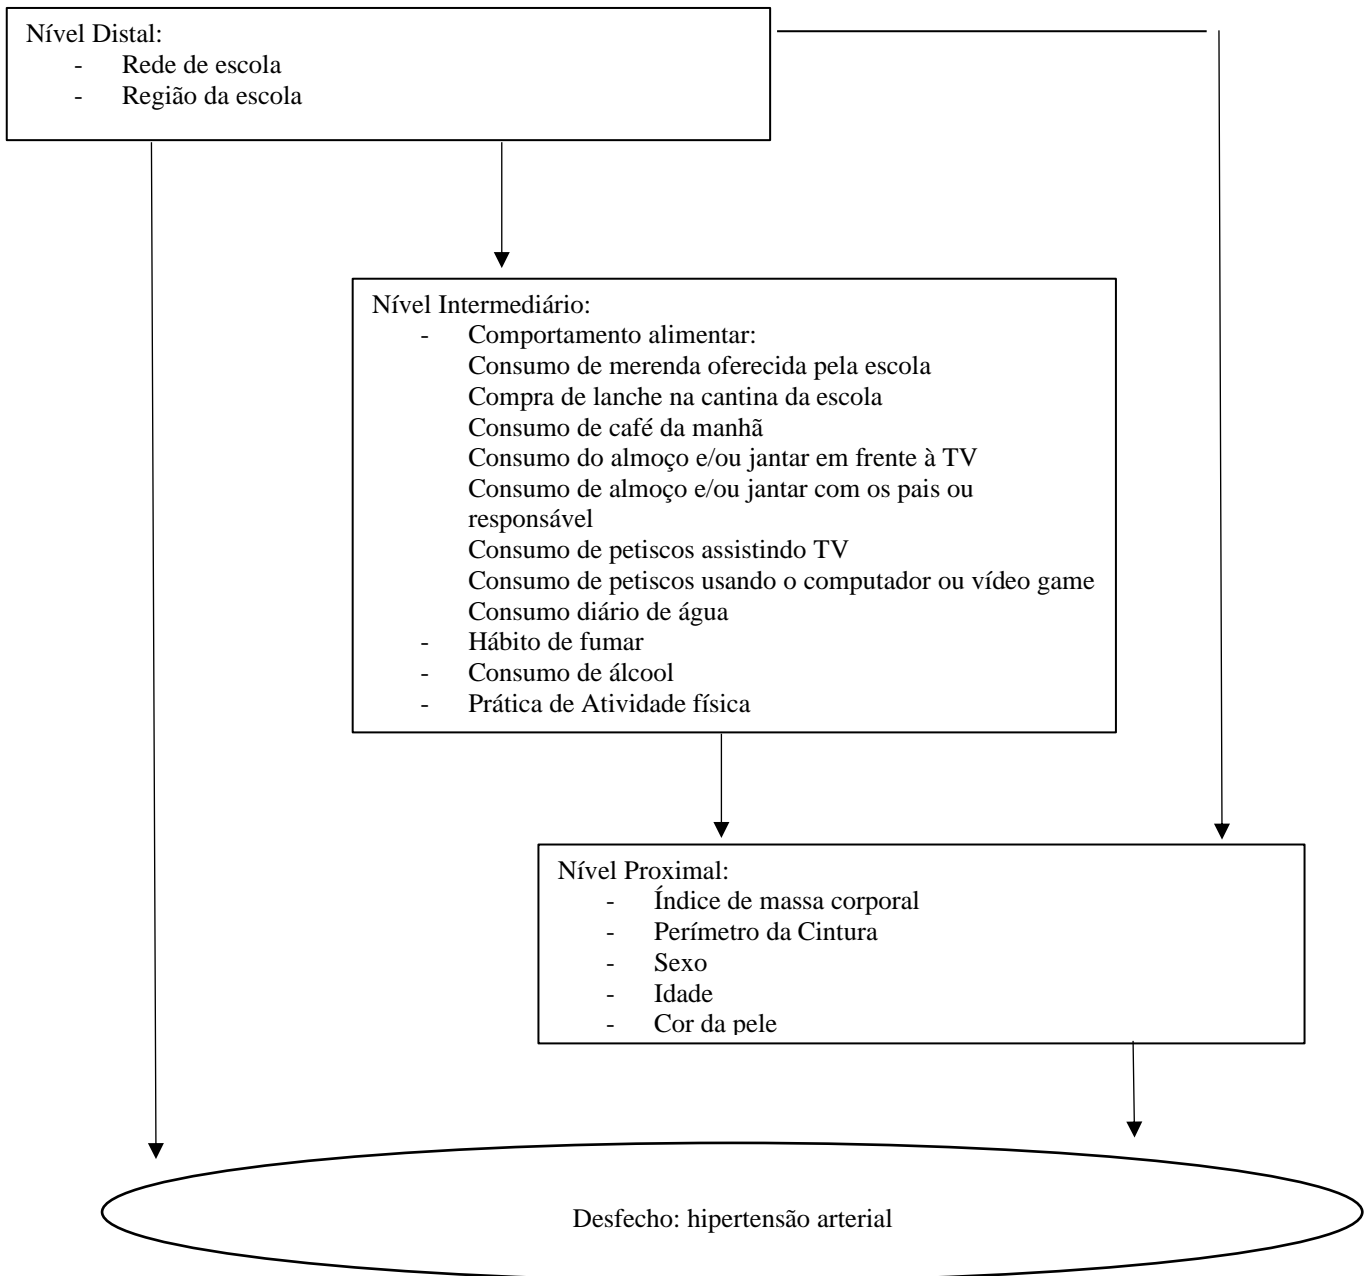 Nível Distal:
- Rede de escola
- Região da escola
Nível Intermediário:
- Comportamento alimentar:
Consumo de merenda oferecida pela escola
Compra de lanche na cantina da escola
Consumo de café da manhã
Consumo do almoço e/ou jantar em frente à TV
Consumo de almoço e/ou jantar com os pais ou
responsável
Consumo de petiscos assistindo TV
Consumo de petiscos usando o computador ou vídeo game
Consumo diário de água
- Hábito de fumar
- Consumo de álcool
- Prática de Atividade física
Nível Proximal:
- Índice de massa corporal
- Perímetro da Cintura
- Sexo
- Idade
- Cor da pele
Desfecho: hipertensão arterial